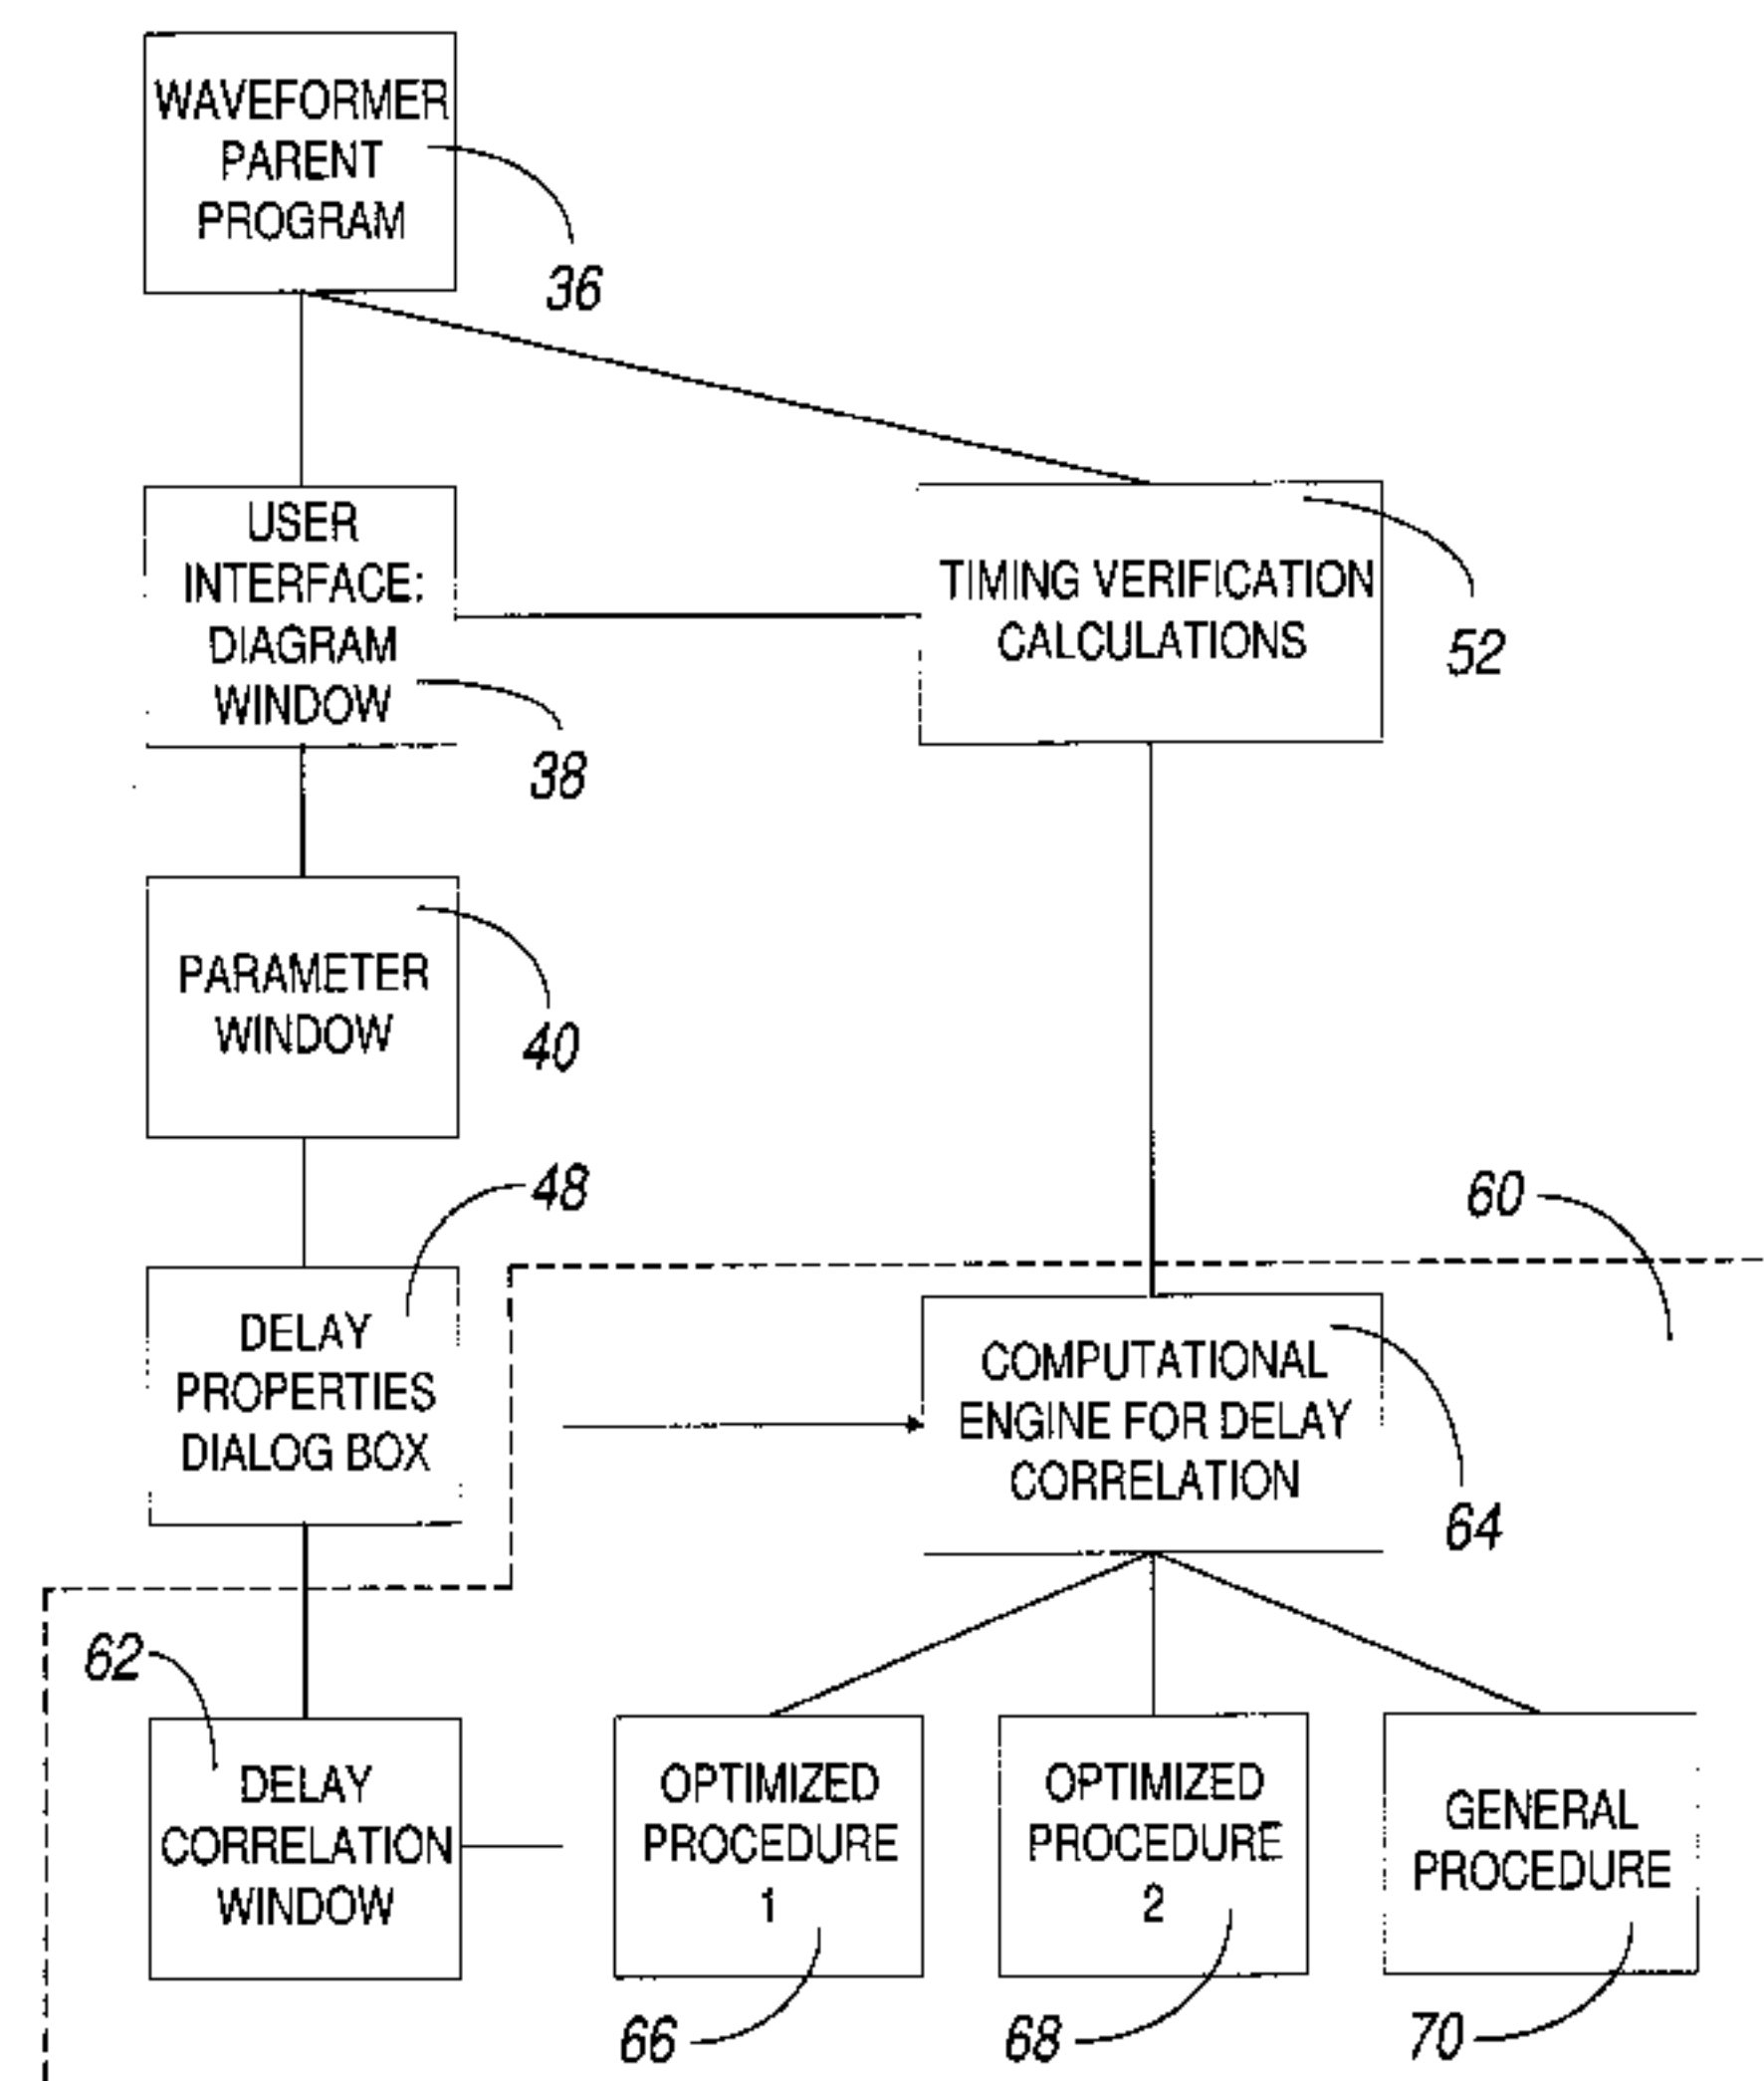 WAVEFORMER
PARENT
PROGRAM
36
USER
INTERFACE:
DIAGRAM
WINDOW
38
TIMING VERIFICATION
CALCULATIONS
52
PARAMETER
WINDOW
40
48
DELAY
PROPERTIES
DIALOG BOX
60
COMPUTATIONAL
ENGINE FOR DELAY
CORRELATION
64
62
DELAY
CORRELATION
WINDOW
OPTIMIZED
PROCEDURE
1
66
OPTIMIZED
PROCEDURE
2
68
GENERAL
PROCEDURE
70